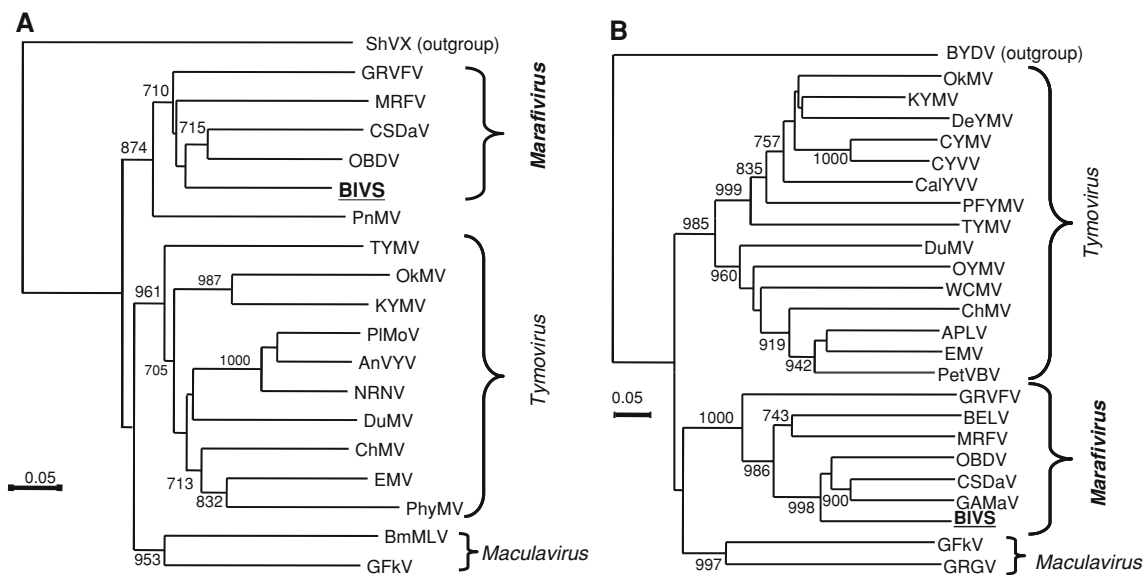 A
ShVX (outgroup)
GRVFV
710
MRFV
715
CSDaV
874
OBDV
BIVS
PnMV
Marafivirus
TYMV
961
987
OkMV
KYMV
PlMoV
1000
AnVYV
705
NRNV
DuMV
ChMV
713
EMV
832
PhyMV
Tymovirus
0.05
BmMLV
953
GFkV
Maculavirus
B
BYDV (outgroup)
OkMV
KYMV
DeYMV
757
CYMV
1000
CYVV
835
CalYVV
999
PFYMV
985
TYMV
DuMV
960
OYMV
WCMV
ChMV
919
APLV
942
EMV
PetVBV
Tymovirus
0.05
GRVFV
1000
743
BELV
MRFV
986
OBDV
CSDaV
900
998
GAMaV
BIVS
Marafivirus
GFkV
997
GRGV
Maculavirus